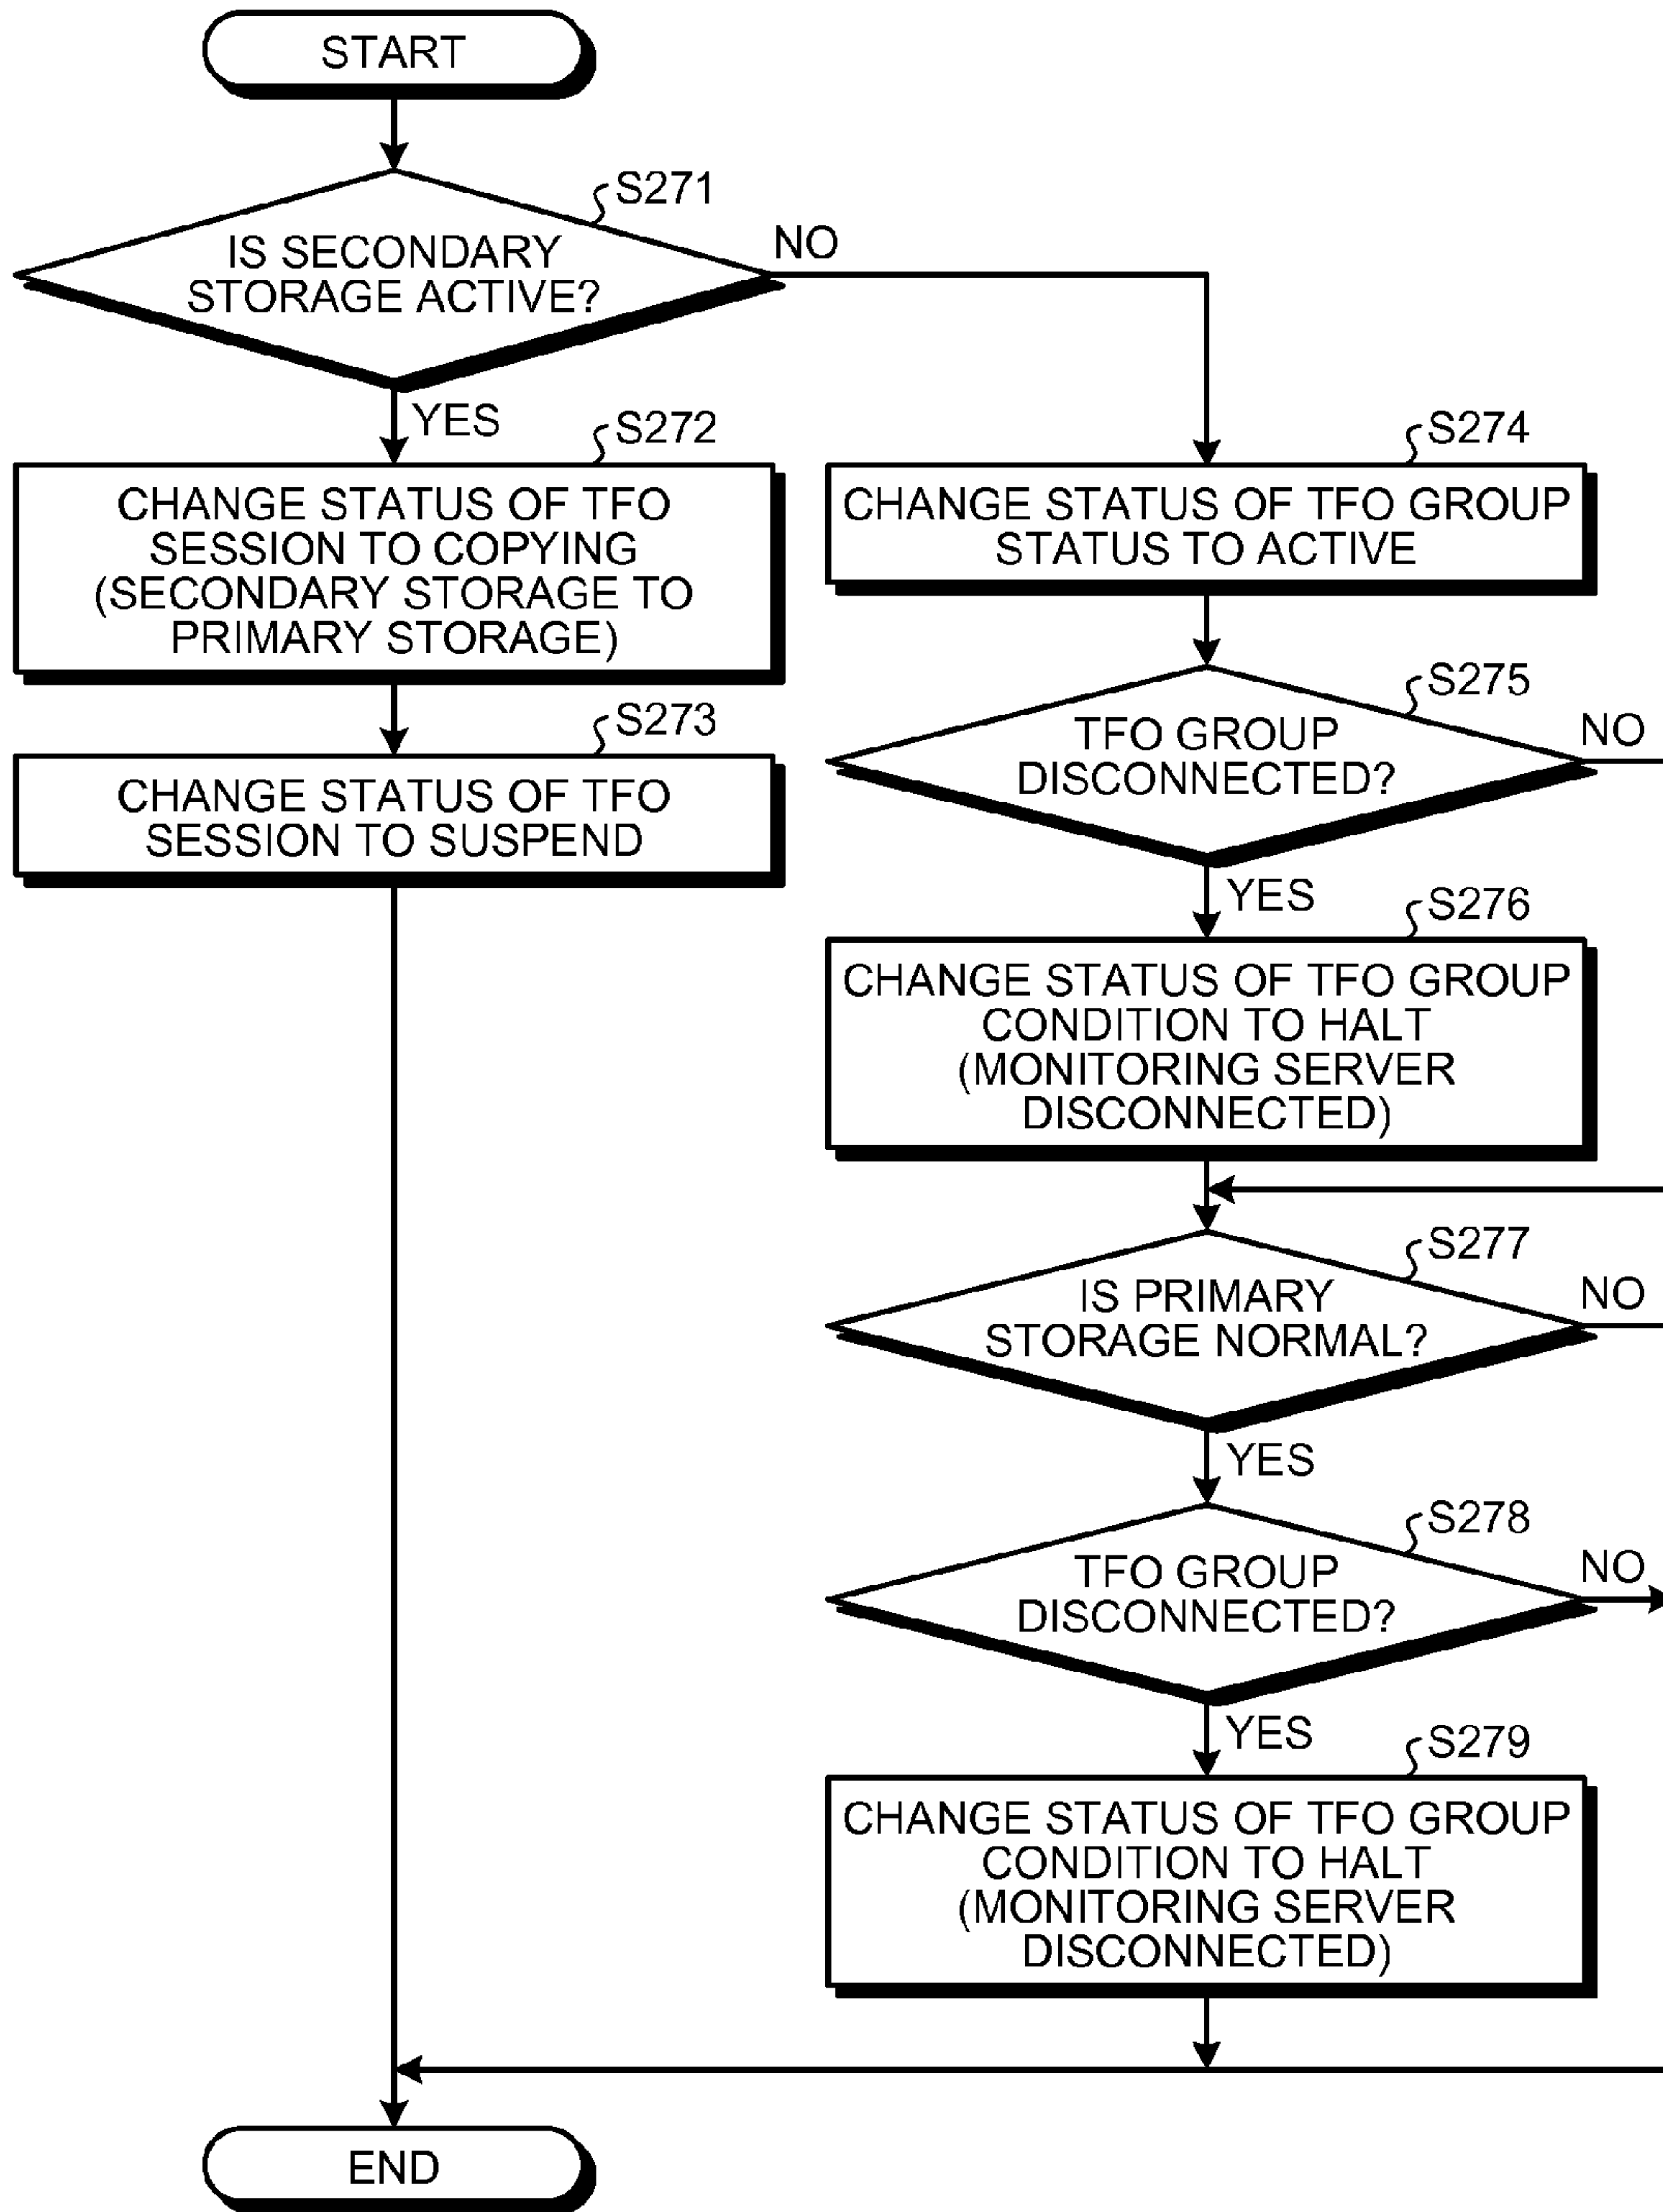 START
S271
IS SECONDARY
STORAGE ACTIVE?
NO
YES
S272
CHANGE STATUS OF TFO
SESSION TO COPYING
(SECONDARY STORAGE TO
PRIMARY STORAGE)
S273
CHANGE STATUS OF TFO
SESSION TO SUSPEND
S274
CHANGE STATUS OF TFO GROUP
STATUS TO ACTIVE
S275
TFO GROUP
DISCONNECTED?
NO
YES
S276
CHANGE STATUS OF TFO GROUP
CONDITION TO HALT
(MONITORING SERVER
DISCONNECTED)
S277
IS PRIMARY
STORAGE NORMAL?
NO
YES
S278
TFO GROUP
DISCONNECTED?
NO
YES
S279
CHANGE STATUS OF TFO GROUP
CONDITION TO HALT
(MONITORING SERVER
DISCONNECTED)
END